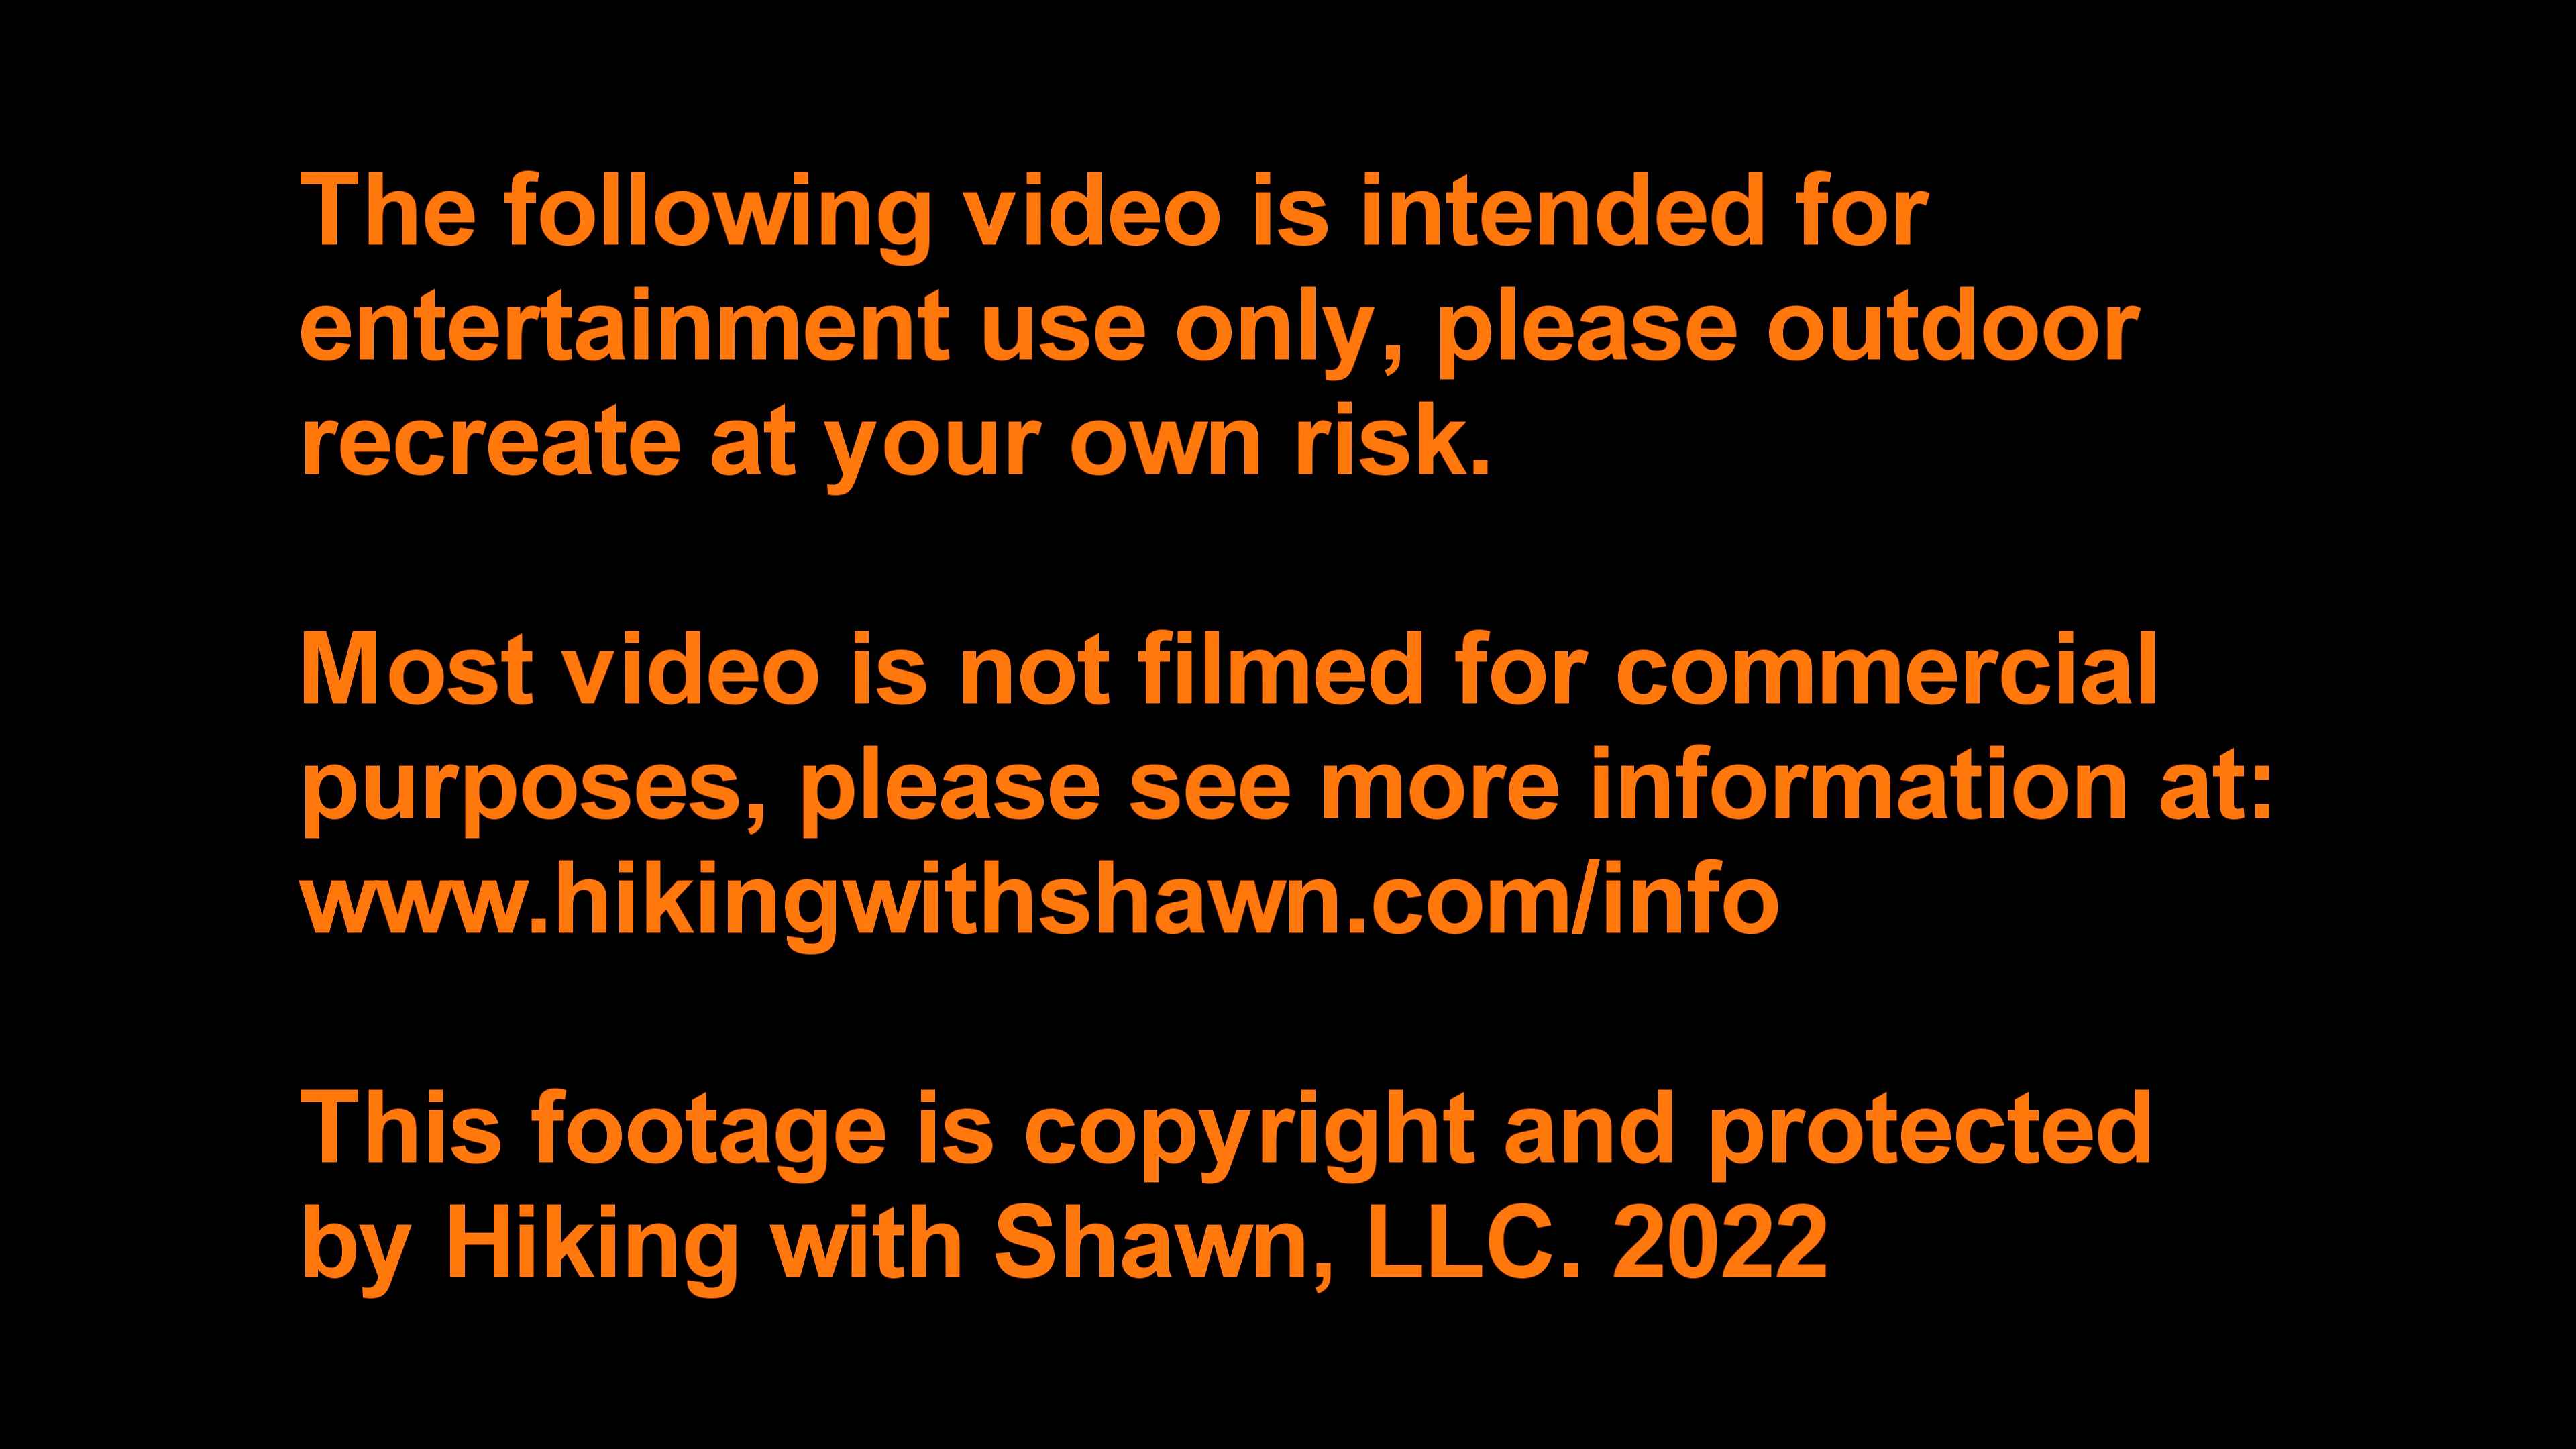 The following video is intended for
entertainment use only, please outdoor
recreate at your own risk.
Most video is not filmed for commercial
purposes, please see more information at:
www.hikingwithshawn.com/info
This footage is copyright and protected
by Hiking with Shawn, LLC. 2022